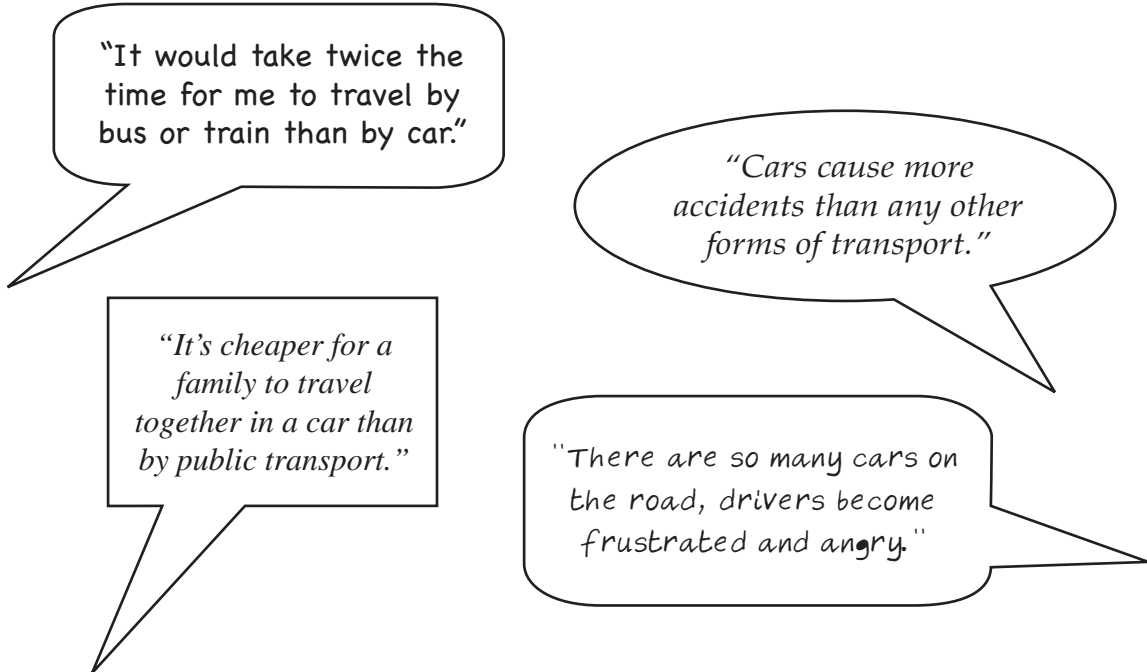 “It would take twice the
time for me to travel by
bus or train than by car.”
“Cars cause more
accidents than any other
forms of transport.”
“It’s cheaper for a
family to travel
together in a car than
by public transport.”
"There are so many cars on
the road, drivers become
frustrated and angry."